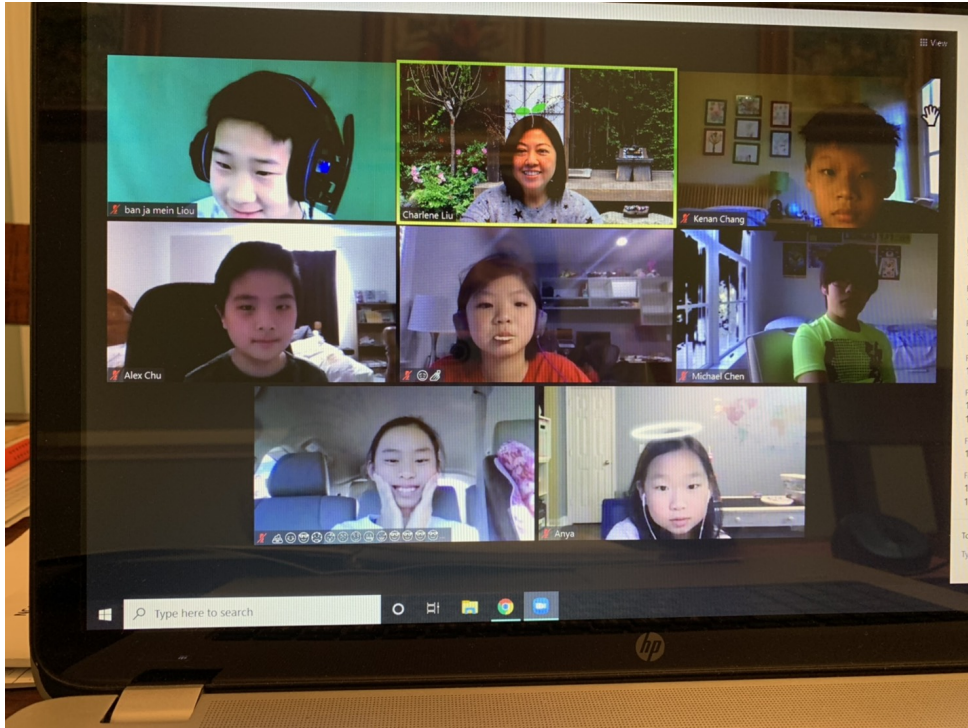 View
ban ja mein Liou
Charlene Liu
Kenan Chang
Alex Chu
Michael Chen
Anya
Type here to search
hp